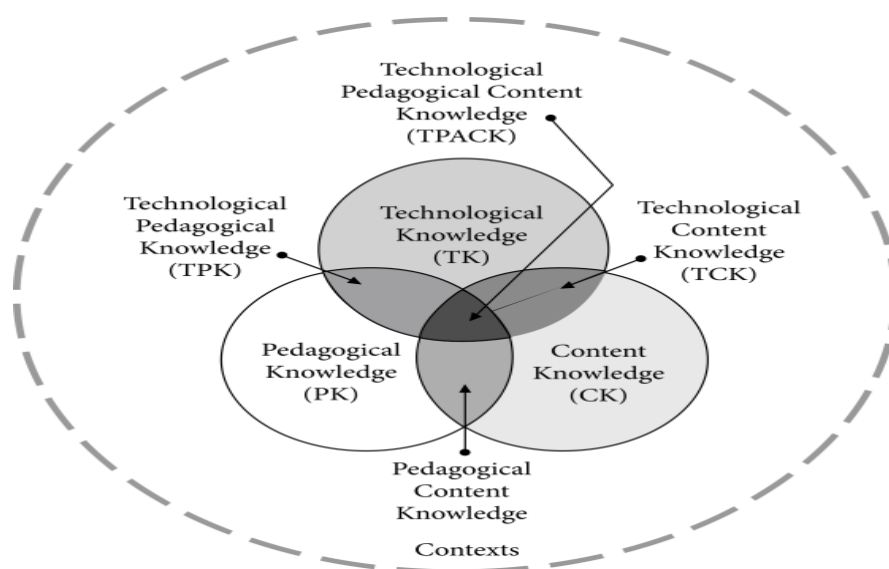 Technological
Pedagogical Content
Knowledge
(TPACK)
Technological
Pedagogical
Knowledge
(TPK)
Technological
Knowledge
(TK)
Technological
Content
Knowledge
(TCK)
Pedagogical
Knowledge
(PK)
Content
Knowledge
(CK)
Pedagogical
Content
Knowledge
Contexts